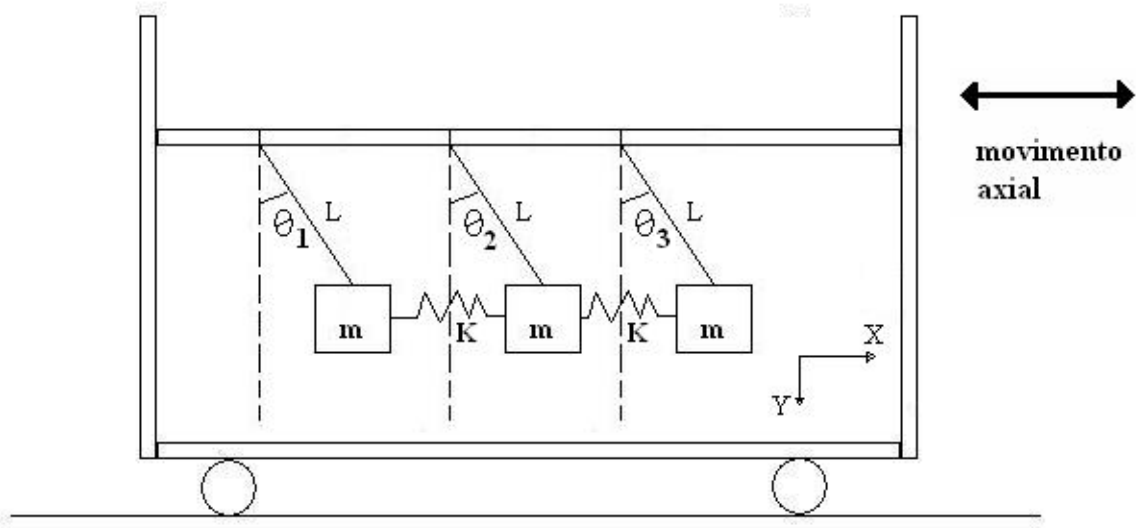 movimento
axial
L L L
θ1 θ2 θ3
m m m
K K
X
Y